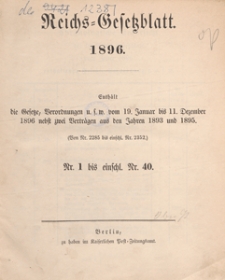 Reichs-Gesetzblatt.
1896.
Enthält
die Gesetze, Verordnungen u. s. w. vom 19. Januar bis 11. Dezember
1896 nebst zwei Verträgen aus den Jahren 1893 und 1895.
(Von Nr. 2285 bis einschl. Nr. 2352.)
Nr. 1 bis einschl. Nr. 40.
Berlin,
zu haben im Kaiserlichen Post-Zeitungsamt.